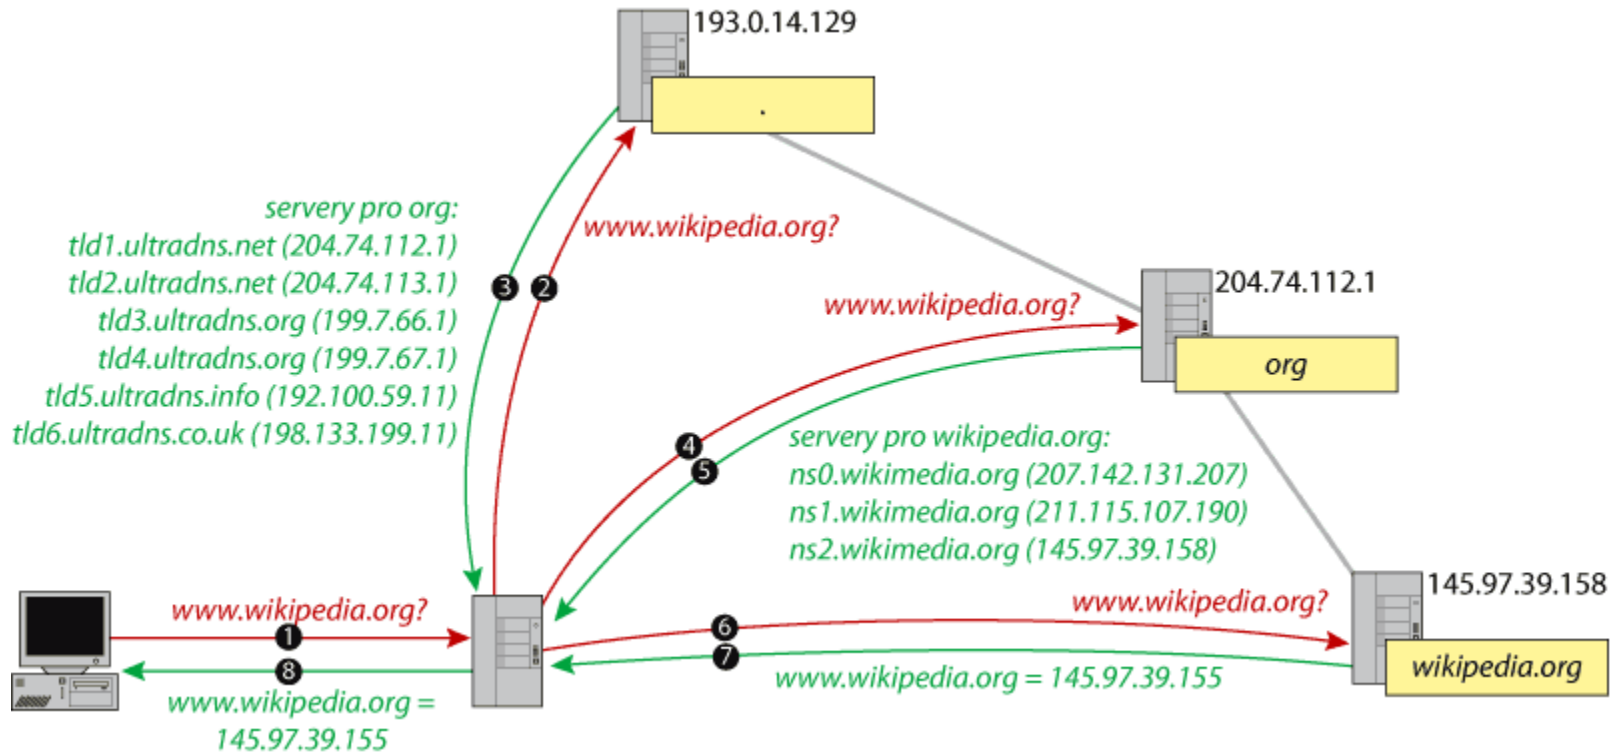 193.0.14.129
.
servery pro org:
tld1.ultradns.net (204.74.112.1)
tld2.ultradns.net (204.74.113.1)
tld3.ultradns.org (199.7.66.1)
tld4.ultradns.org (199.7.67.1)
tld5.ultradns.info (192.100.59.11)
tld6.ultradns.co.uk (198.133.199.11)
www.wikipedia.org?
3
2
204.74.112.1
www.wikipedia.org?
org
4
5
servery pro wikipedia.org:
ns0.wikimedia.org (207.142.131.207)
ns1.wikimedia.org (211.115.107.190)
ns2.wikimedia.org (145.97.39.158)
145.97.39.158
www.wikipedia.org?
1
8
www.wikipedia.org =
145.97.39.155
www.wikipedia.org?
6
7
www.wikipedia.org = 145.97.39.155
wikipedia.org